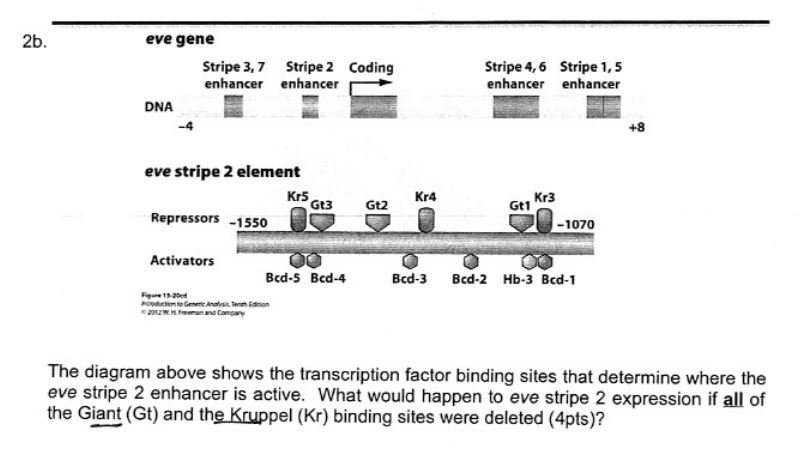 2b.
eve gene
Stripe 3, 7 Stripe 2 Coding Stripe 4, 6 Stripe 1, 5
enhancer enhancer enhancer enhancer
DNA
–4
+8
eve stripe 2 element
Kr5 Gt3 Gt2 Kr4 Gt1 Kr3
Repressors –1550 –1070
Activators
Bcd-5 Bcd-4 Bcd-3 Bcd-2 Hb-3 Bcd-1
Figure 13-20cd
Introduction to Genetic Analysis, Tenth Edition
© 2012 W. H. Freeman and Company
The diagram above shows the transcription factor binding sites that determine where the
eve stripe 2 enhancer is active. What would happen to eve stripe 2 expression if all of
the Giant (Gt) and the Kruppel (Kr) binding sites were deleted (4pts)?